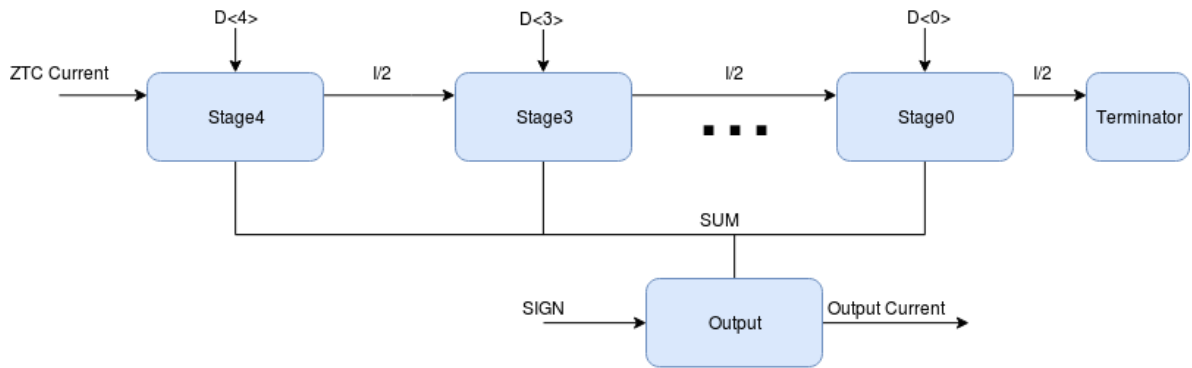 D<4>
D<3>
D<0>
ZTC Current
I/2
I/2
I/2
Stage4
Stage3
Stage0
Terminator
SUM
SIGN
Output
Output Current